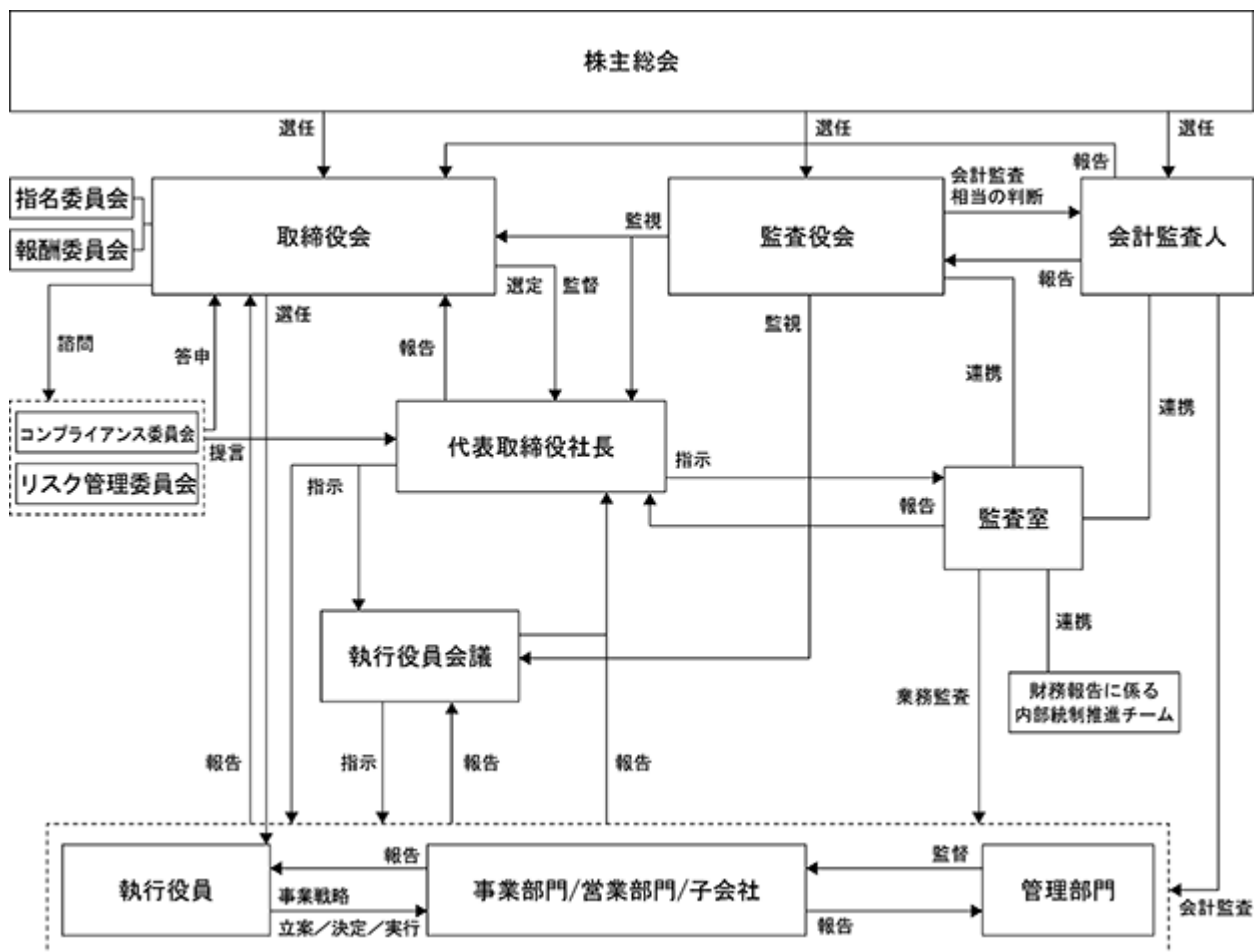 株主総会
選任
選任
選任
報告
指名委員会
報酬委員会
取締役会
監視
監査役会
会計監査
相当の判断
会計監査人
報告
選定
監督
選任
諮問
答申
報告
監視
連携
連携
コンプライアンス委員会
リスク管理委員会
提言
代表取締役社長
指示
指示
報告
監査室
執行役員会議
連携
業務監査
財務報告に係る
内部統制推進チーム
報告
指示
報告
報告
執行役員
報告
事業戦略
立案／決定／実行
事業部門/営業部門/子会社
監督
報告
管理部門
会計監査